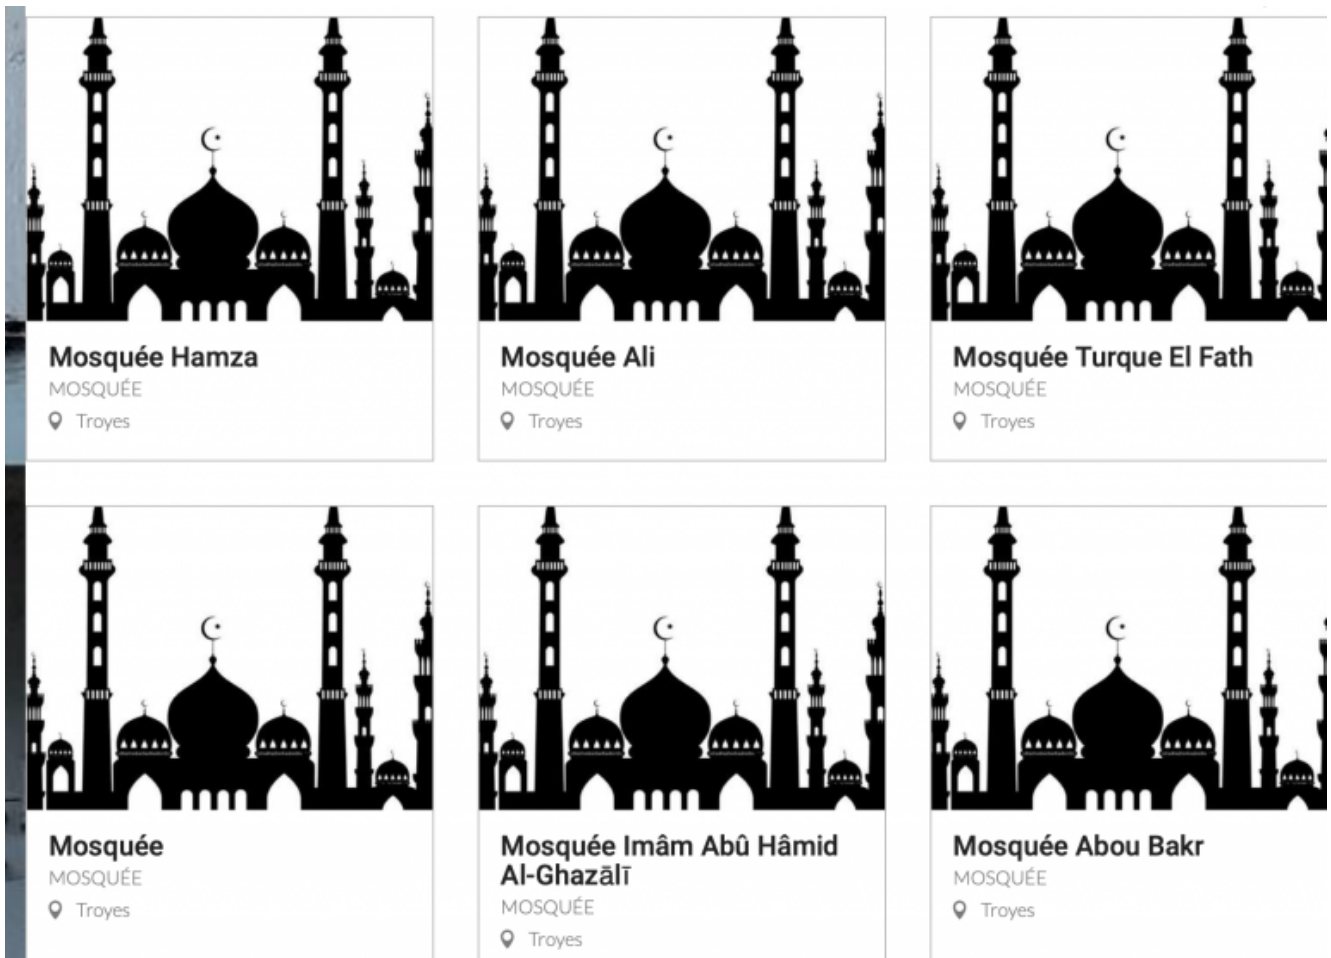 Mosquée Hamza
MOSQUÉE
Troyes
Mosquée Ali
MOSQUÉE
Troyes
Mosquée Turque El Fath
MOSQUÉE
Troyes
Mosquée
MOSQUÉE
Troyes
Mosquée Imâm Abû Hâmid
Al-Ghazālī
MOSQUÉE
Troyes
Mosquée Abou Bakr
MOSQUÉE
Troyes